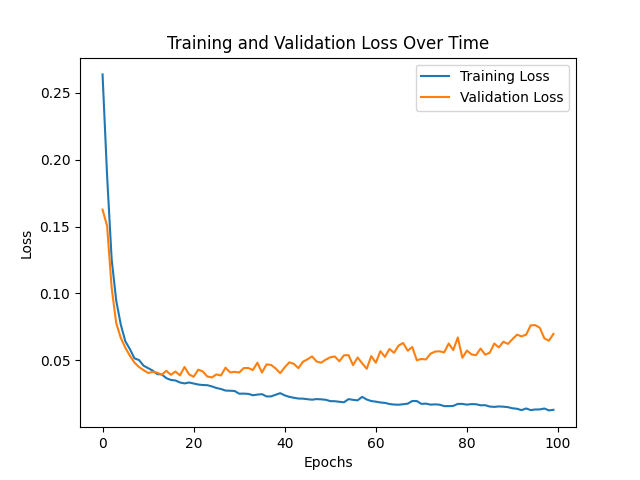 Training and Validation Loss Over Time
Training Loss
Validation Loss
0.25
0.20
0.15
0.10
0.05
Loss
0
20
40
60
80
100
Epochs